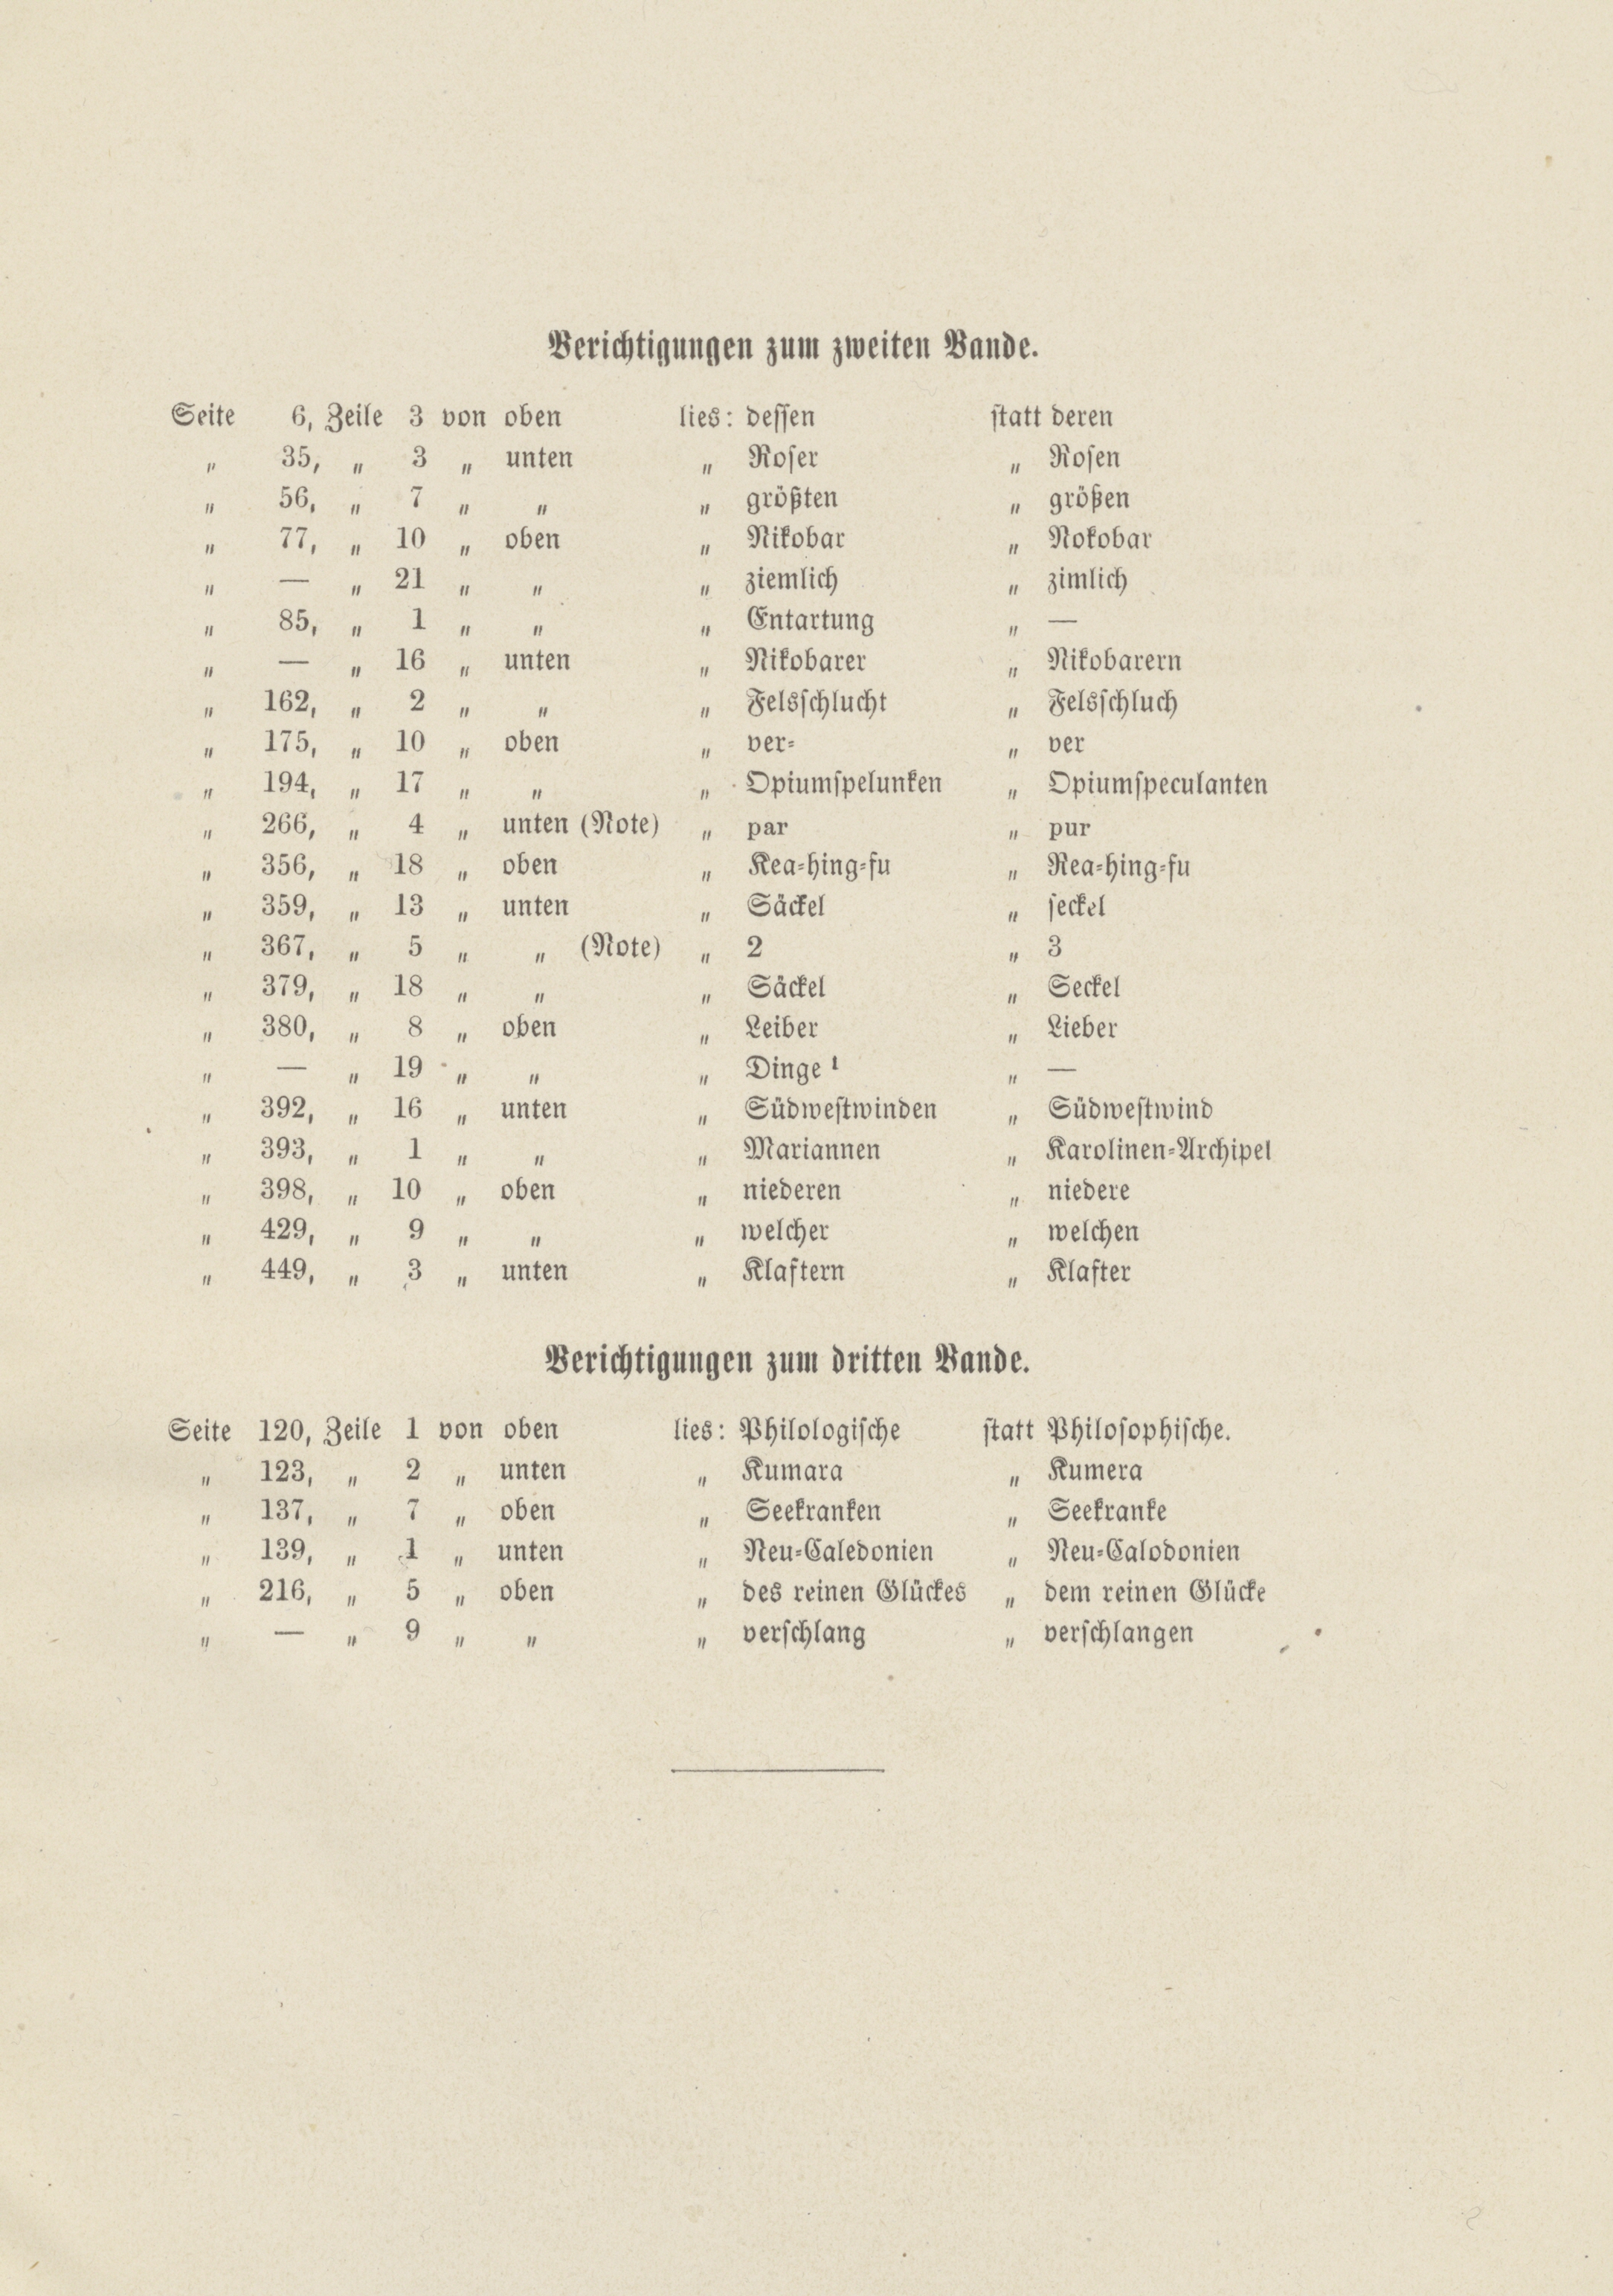 Berichtigungen zum zweiten Bande.
Seite 6, Zeile 3 von oben lies: dessen statt deren
„ 35, „ 3 „ unten „ Roser „ Rosen
„ 56, „ 7 „ „ „ größten „ größen
„ 77, „ 10 „ oben „ Nikobar „ Nokobar
„ — „ 21 „ „ „ ziemlich „ zimlich
„ 85, „ 1 „ „ „ Entartung „ —
„ — „ 16 „ unten „ Nikobarer „ Nikobarern
„ 162, „ 2 „ „ „ Felsschlucht „ Felsschluch
„ 175, „ 10 „ oben „ ver- „ ver
„ 194, „ 17 „ „ „ Opiumspelunken „ Opiumspeculanten
„ 266, „ 4 „ unten (Note) „ par „ pur
„ 356, „ 18 „ oben „ Kea-hing-fu „ Rea-hing-fu
„ 359, „ 13 „ unten „ Säckel „ seckel
„ 367, „ 5 „ „ (Note) „ 2 „ 3
„ 379, „ 18 „ „ „ Säckel „ Seckel
„ 380, „ 8 „ oben „ Leiber „ Lieber
„ — „ 19 „ „ „ Dinge ¹ „ —
„ 392, „ 16 „ unten „ Südwestwinden „ Südwestwind
„ 393, „ 1 „ „ „ Mariannen „ Karolinen-Archipel
„ 398, „ 10 „ oben „ niederen „ niedere
„ 429, „ 9 „ „ „ welcher „ welchen
„ 449, „ 3 „ unten „ Klaftern „ Klafter
Berichtigungen zum dritten Bande.
Seite 120, Zeile 1 von oben lies: Philologische statt Philosophische.
„ 123, „ 2 „ unten „ Kumara „ Kumera
„ 137, „ 7 „ oben „ Seekranken „ Seekranke
„ 139, „ 1 „ unten „ Neu-Caledonien „ Neu-Calodonien
„ 216, „ 5 „ oben „ des reinen Glückes „ dem reinen Glücke
„ — „ 9 „ „ „ verschlang „ verschlangen